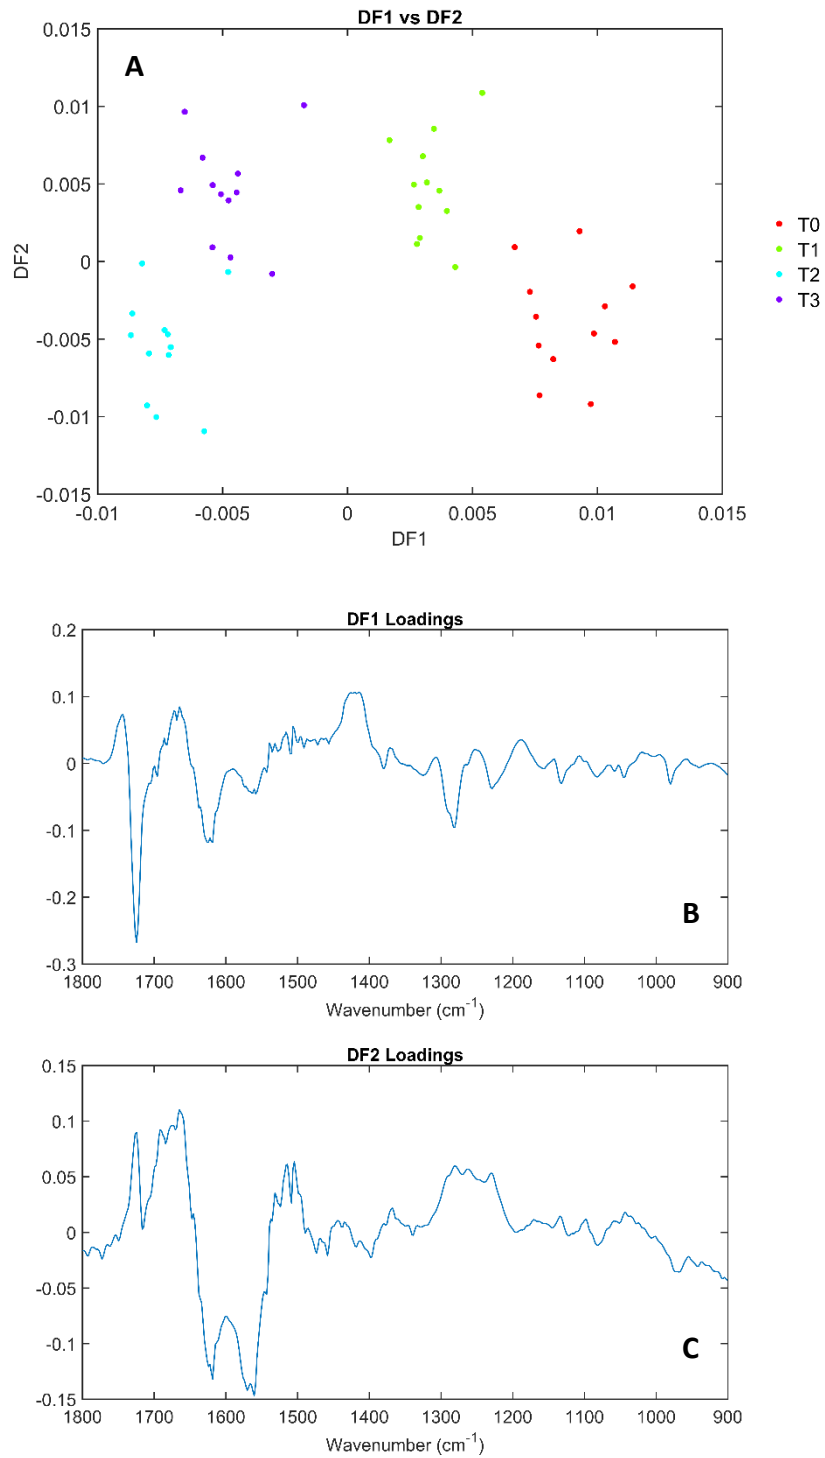 DF1 vs DF2
A
0.015
0.01
0.005
0
-0.005
-0.01
-0.015
DF2
-0.01 -0.005 0 0.005 0.01 0.015
DF1
T0
T1
T2
T3
DF1 Loadings
0.2
0.1
0
-0.1
-0.2
-0.3
B
1800 1700 1600 1500 1400 1300 1200 1100 1000 900
Wavenumber (cm-1)
DF2 Loadings
0.15
0.1
0.05
0
-0.05
-0.1
-0.15
C
1800 1700 1600 1500 1400 1300 1200 1100 1000 900
Wavenumber (cm-1)